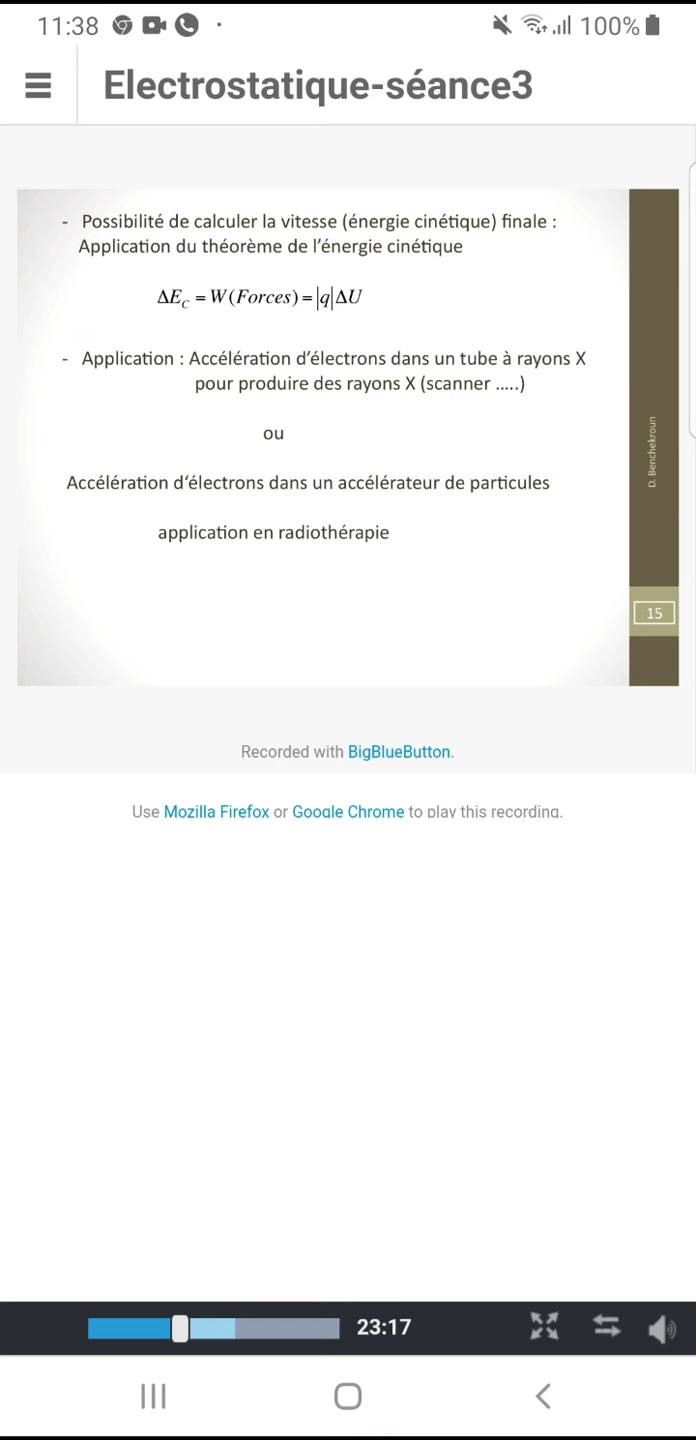 11:38
100%
Electrostatique-séance3
- Possibilité de calculer la vitesse (énergie cinétique) finale :
Application du théorème de l’énergie cinétique
ΔE_C = W(Forces) = |q|ΔU
- Application : Accélération d’électrons dans un tube à rayons X
pour produire des rayons X (scanner .....)
ou
Accélération d‘électrons dans un accélérateur de particules
application en radiothérapie
D. Benchekroun
15
Recorded with BigBlueButton.
Use Mozilla Firefox or Google Chrome to play this recording.
23:17